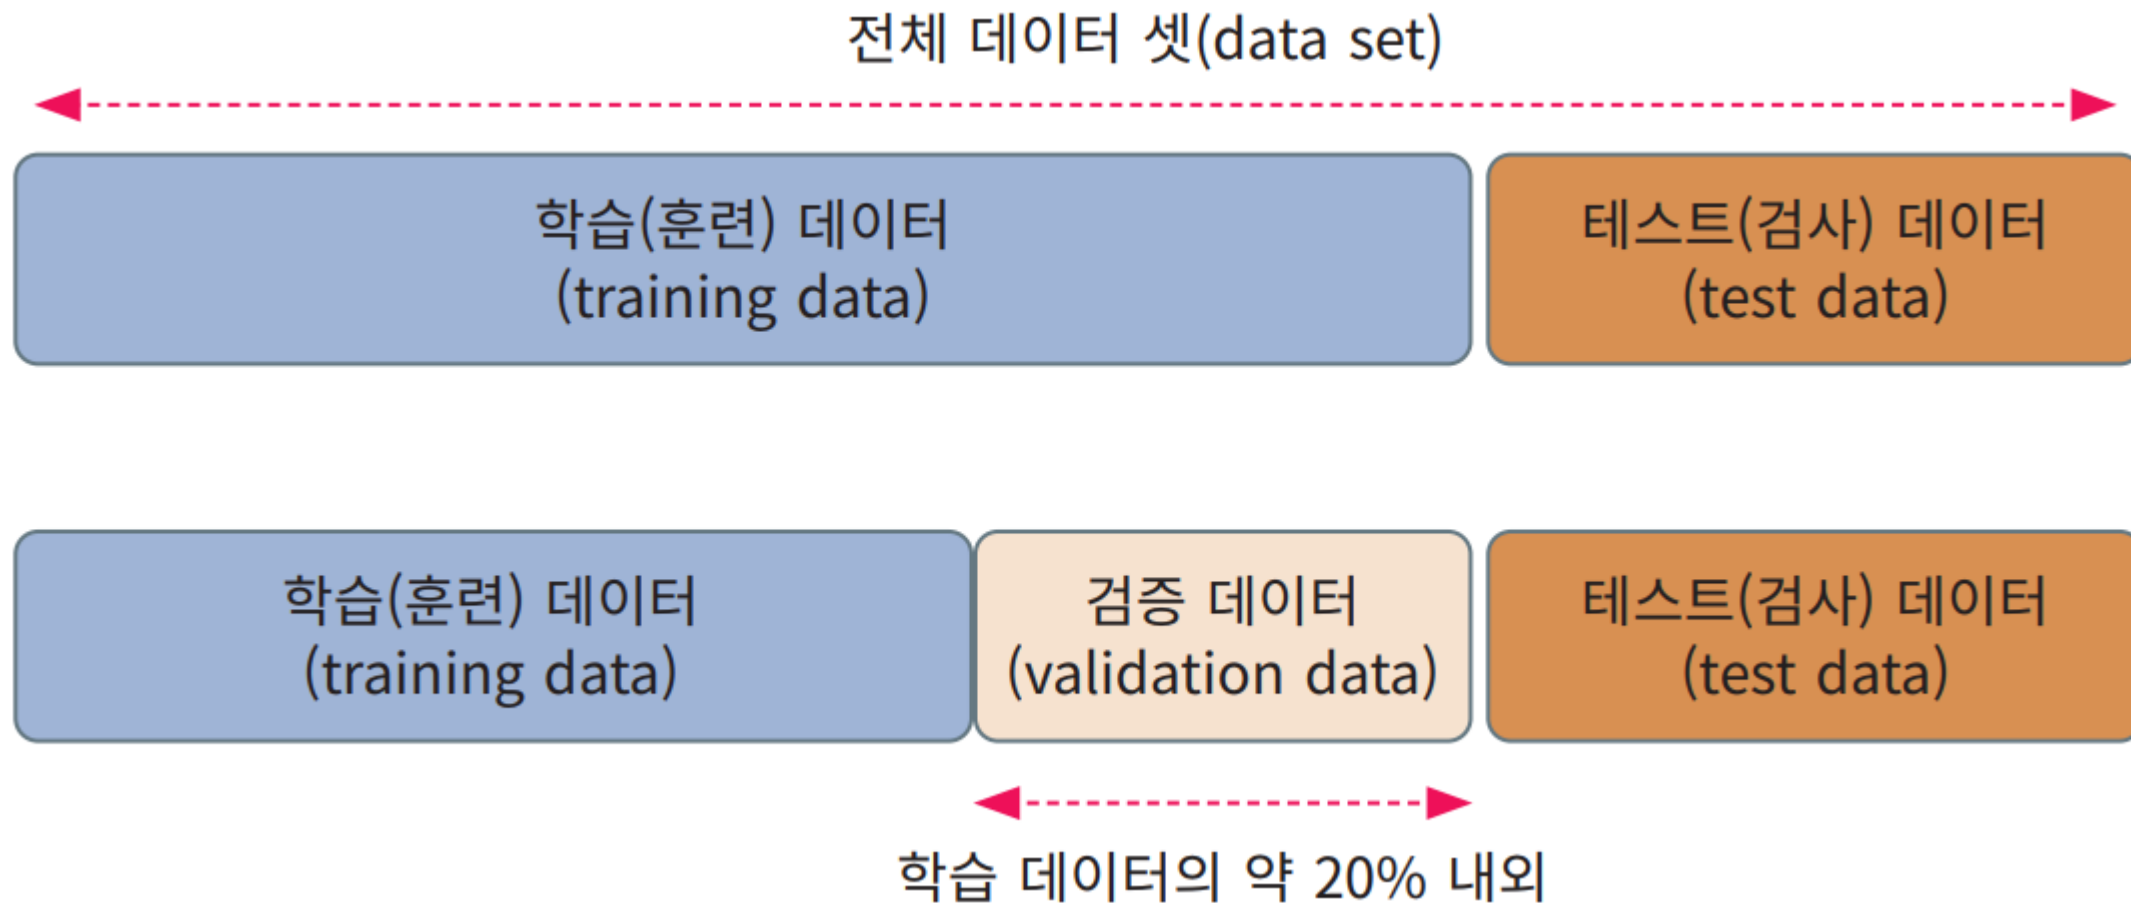 전체 데이터 셋(data set)
학습(훈련) 데이터
(training data)
테스트(검사) 데이터
(test data)
학습(훈련) 데이터
(training data)
검증 데이터
(validation data)
테스트(검사) 데이터
(test data)
학습 데이터의 약 20% 내외